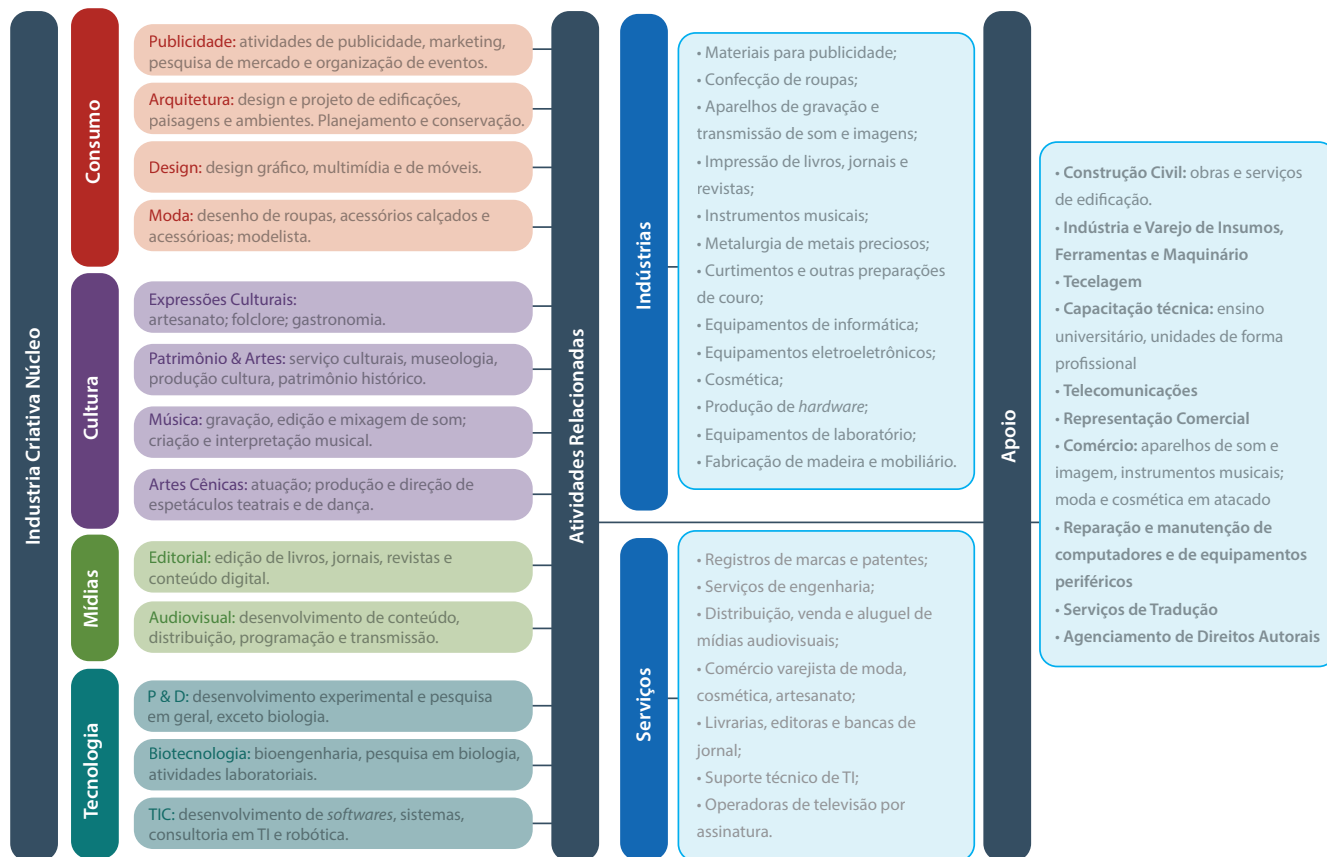 Industria Criativa Núcleo
Consumo
Publicidade: atividades de publicidade, marketing,
pesquisa de mercado e organização de eventos.
Arquitetura: design e projeto de edificações,
paisagens e ambientes. Planejamento e conservação.
Design: design gráfico, multimídia e de móveis.
Moda: desenho de roupas, acessórios calçados e
acessórioas; modelista.
Cultura
Expressões Culturais:
artesanato; folclore; gastronomia.
Patrimônio & Artes: serviço culturais, museologia,
produção cultura, patrimônio histórico.
Música: gravação, edição e mixagem de som;
criação e interpretação musical.
Artes Cênicas: atuação; produção e direção de
espetáculos teatrais e de dança.
Mídias
Editorial: edição de livros, jornais, revistas e
conteúdo digital.
Audiovisual: desenvolvimento de conteúdo,
distribuição, programação e transmissão.
Tecnologia
P & D: desenvolvimento experimental e pesquisa
em geral, exceto biologia.
Biotecnologia: bioengenharia, pesquisa em biologia,
atividades laboratoriais.
TIC: desenvolvimento de softwares, sistemas,
consultoria em TI e robótica.
Atividades Relacionadas
Indústrias
• Materiais para publicidade;
• Confecção de roupas;
• Aparelhos de gravação e
transmissão de som e imagens;
• Impressão de livros, jornais e
revistas;
• Instrumentos musicais;
• Metalurgia de metais preciosos;
• Curtimentos e outras preparações
de couro;
• Equipamentos de informática;
• Equipamentos eletroeletrônicos;
• Cosmética;
• Produção de hardware;
• Equipamentos de laboratório;
• Fabricação de madeira e mobiliário.
Serviços
• Registros de marcas e patentes;
• Serviços de engenharia;
• Distribuição, venda e aluguel de
mídias audiovisuais;
• Comércio varejista de moda,
cosmética, artesanato;
• Livrarias, editoras e bancas de
jornal;
• Suporte técnico de TI;
• Operadoras de televisão por
assinatura.
Apoio
• Construção Civil: obras e serviços
de edificação.
• Indústria e Varejo de Insumos,
Ferramentas e Maquinário
• Tecelagem
• Capacitação técnica: ensino
universitário, unidades de forma
profissional
• Telecomunicações
• Representação Comercial
• Comércio: aparelhos de som e
imagem, instrumentos musicais;
moda e cosmética em atacado
• Reparação e manutenção de
computadores e de equipamentos
periféricos
• Serviços de Tradução
• Agenciamento de Direitos Autorais